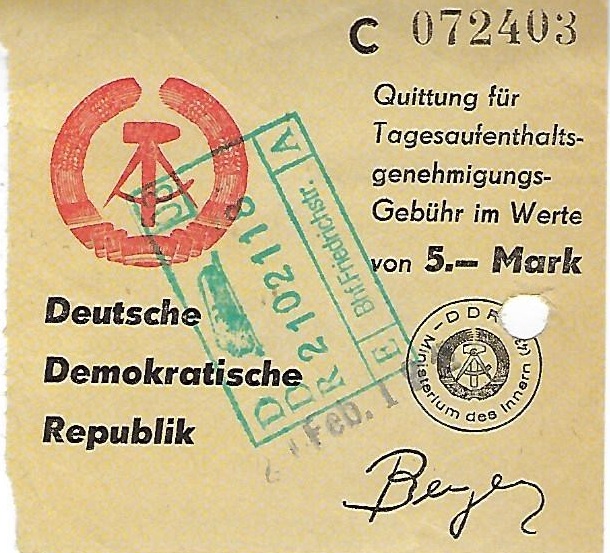 C 072403
Quittung für
Tagesaufenthalts-
genehmigungs-
Gebühr im Werte
von 5.— Mark
Deutsche
Demokratische
Republik
DDR
Ministerium des Innern
A
Bhf. Friedrichstr.
E
2102118
DDR
Feb. 1